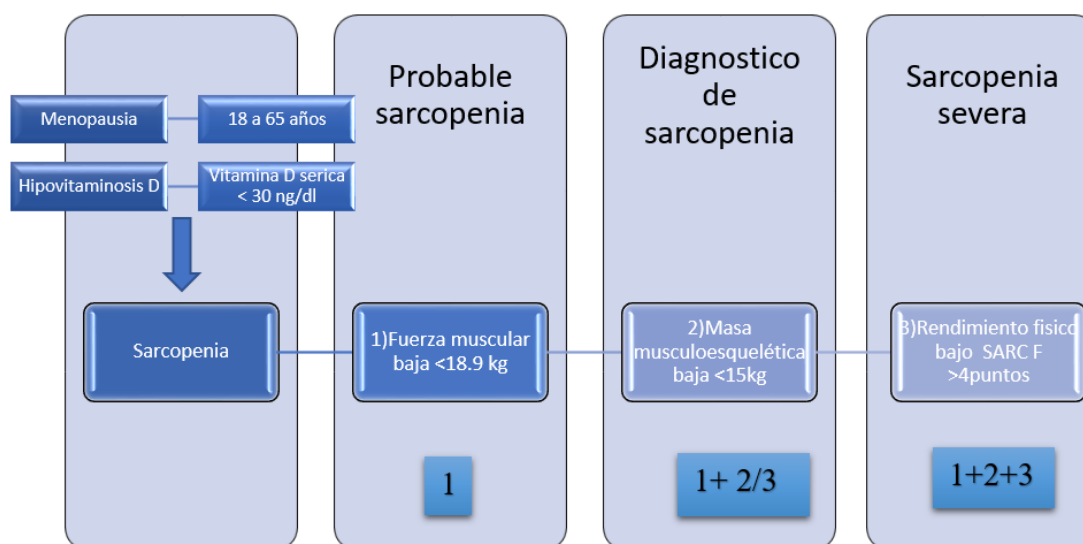 Probable
sarcopenia
Diagnostico
de
sarcopenia
Sarcopenia
severa
Menopausia
18 a 65 años
Hipovitaminosis D
Vitamina D serica
< 30 ng/dl
Sarcopenia
1)Fuerza muscular
baja <18.9 kg
2)Masa
musculoesquelética
baja <15kg
3)Rendimiento fisico
bajo SARC F
>4puntos
1
1+ 2/3
1+2+3